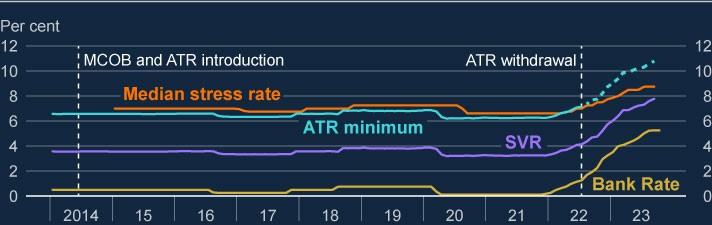 Per cent
12 12
MCOB and ATR introduction ATR withdrawal
10 10
Median stress rate
8 8
ATR minimum
6 6
SVR
4 4
2 Bank Rate 2
0 0
2014 15 16 17 18 19 20 21 22 23